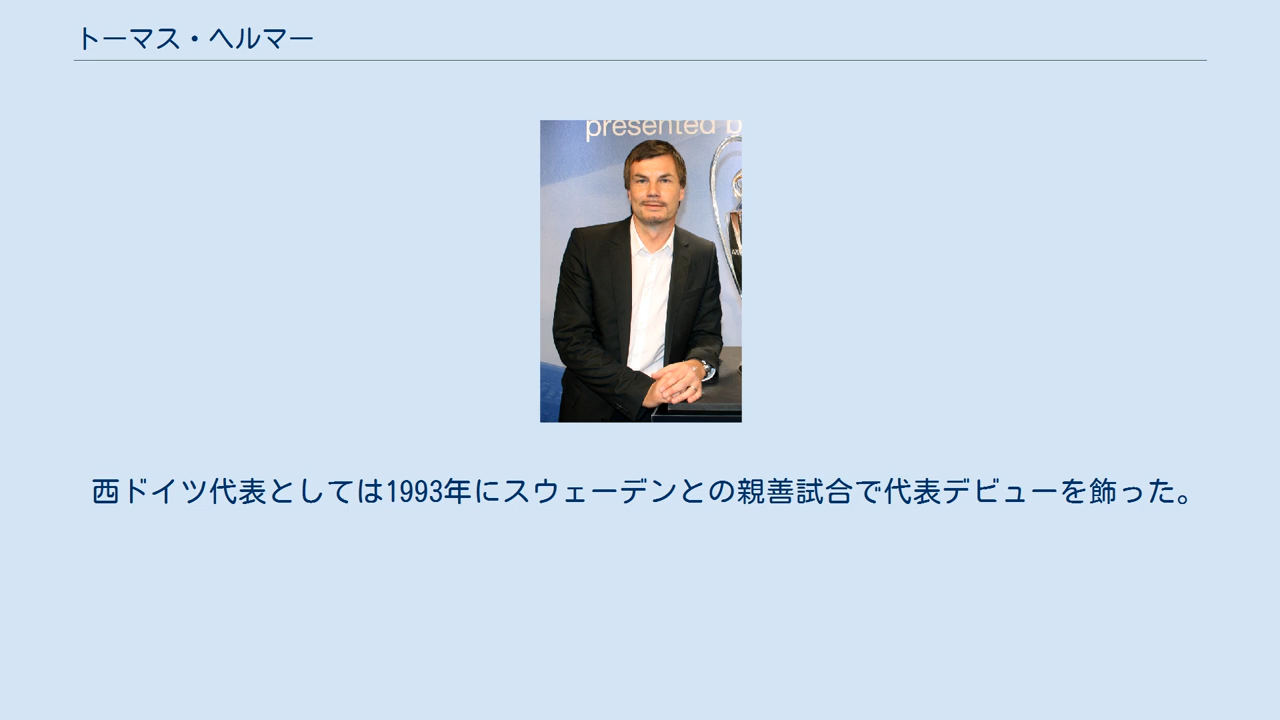 トーマス・ヘルマー
presented b
西ドイツ代表としては1993年にスウェーデンとの親善試合で代表デビューを飾った。